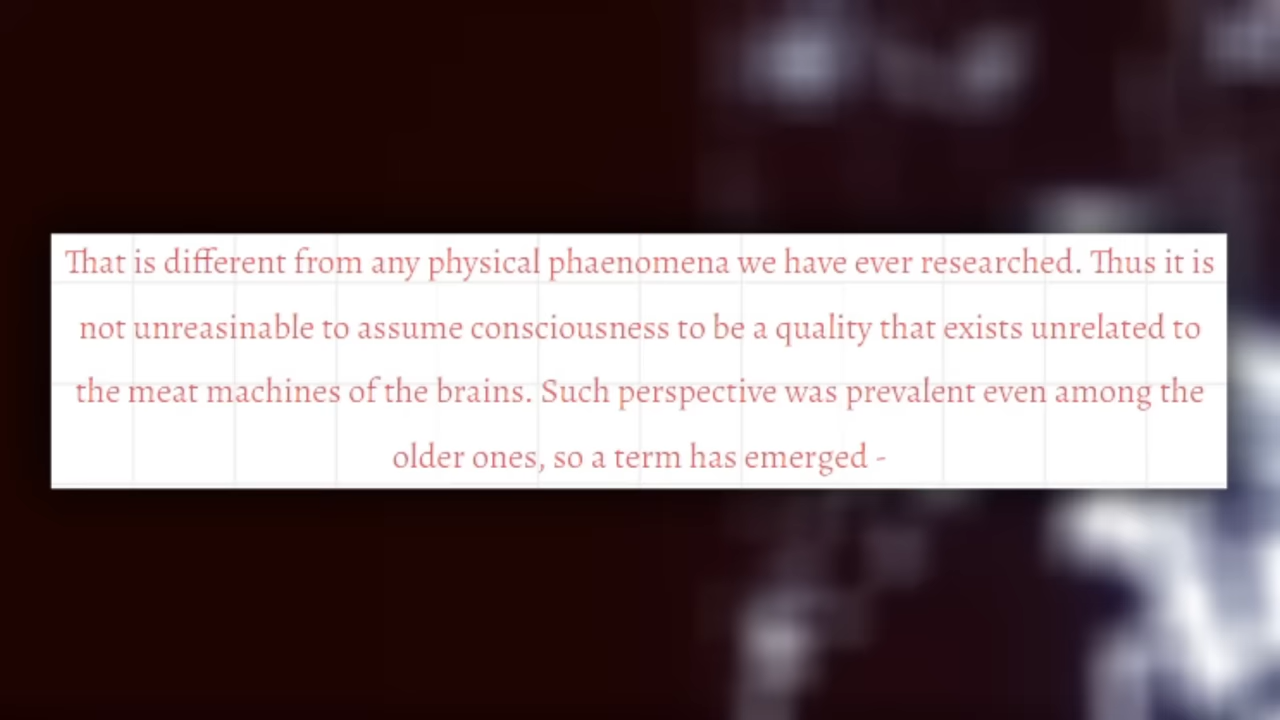 That is different from any physical phaenomena we have ever researched. Thus it is
not unreasinable to assume consciousness to be a quality that exists unrelated to
the meat machines of the brains. Such perspective was prevalent even among the
older ones, so a term has emerged -